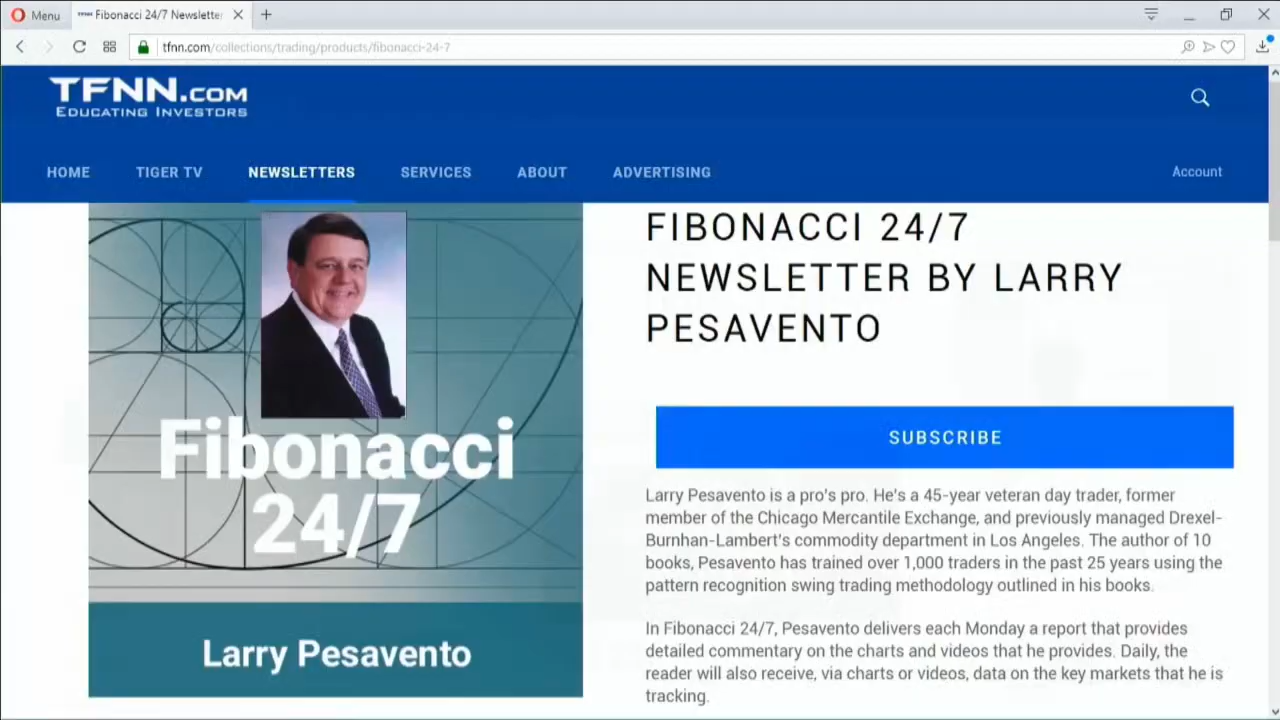 Menu
Fibonacci 24/7 Newsletter
tfnn.com/collections/trading/products/fibonacci-24-7
TFNN.COM
EDUCATING INVESTORS
HOME
TIGER TV
NEWSLETTERS
SERVICES
ABOUT
ADVERTISING
Account
Fibonacci
24/7
Larry Pesavento
FIBONACCI 24/7
NEWSLETTER BY LARRY
PESAVENTO
SUBSCRIBE
Larry Pesavento is a pro's pro. He's a 45-year veteran day trader, former
member of the Chicago Mercantile Exchange, and previously managed Drexel-
Burnhan-Lambert's commodity department in Los Angeles. The author of 10
books, Pesavento has trained over 1,000 traders in the past 25 years using the
pattern recognition swing trading methodology outlined in his books.
In Fibonacci 24/7, Pesavento delivers each Monday a report that provides
detailed commentary on the charts and videos that he provides. Daily, the
reader will also receive, via charts or videos, data on the key markets that he is
tracking.